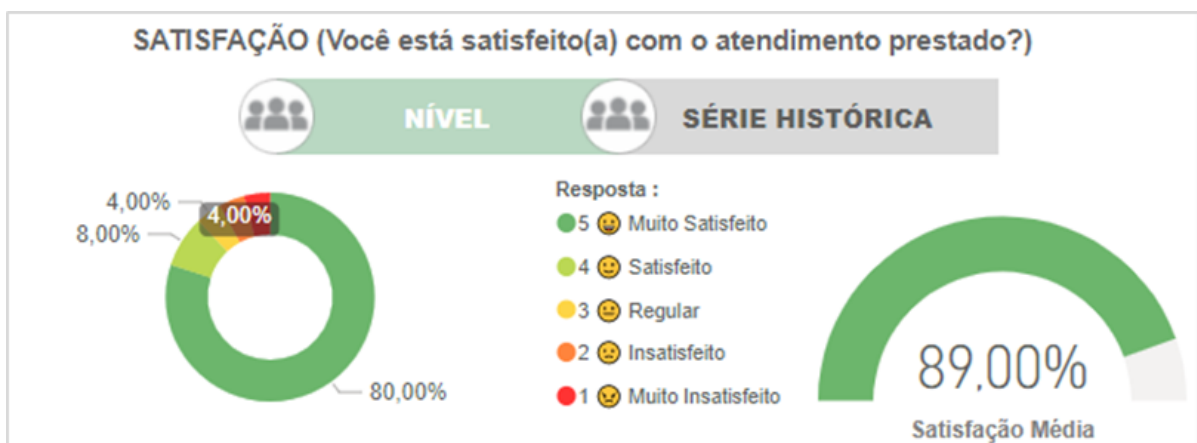 SATISFAÇÃO (Você está satisfeito(a) com o atendimento prestado?)
NÍVEL
SÉRIE HISTÓRICA
4,00%
4,00%
8,00%
80,00%
Resposta :
5 Muito Satisfeito
4 Satisfeito
3 Regular
2 Insatisfeito
1 Muito Insatisfeito
89,00%
Satisfação Média